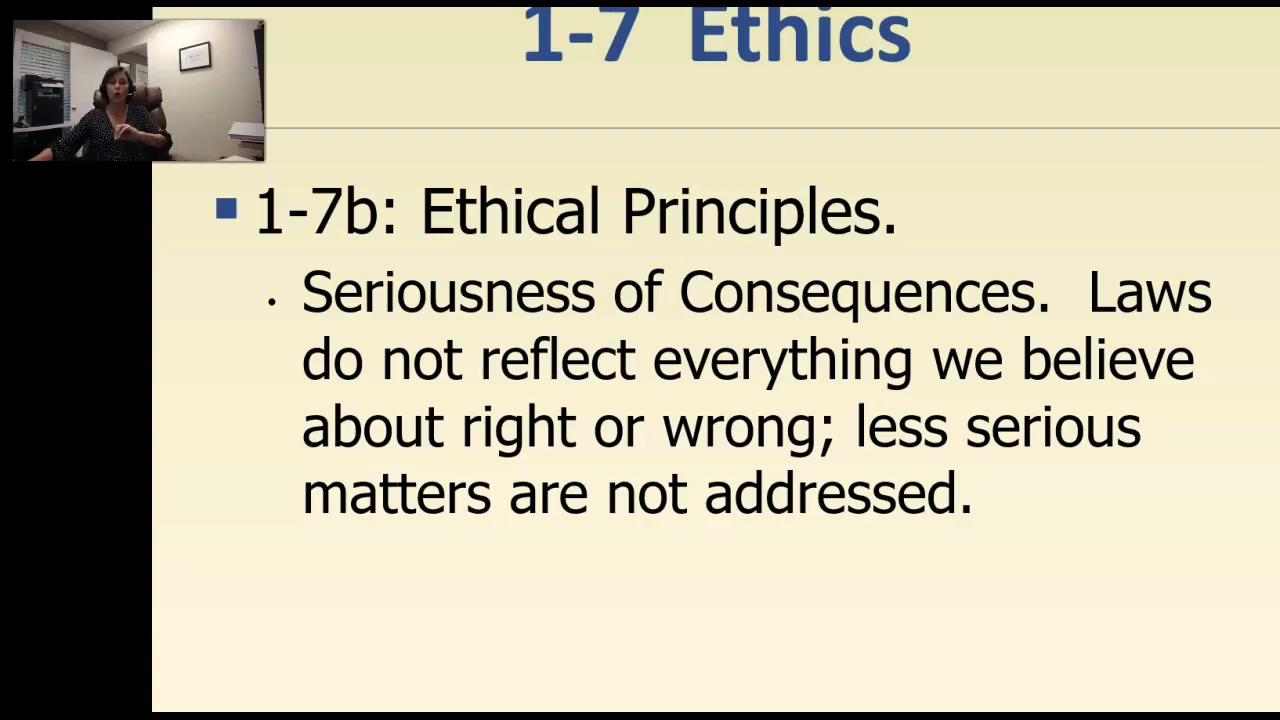 1-7 Ethics
1-7b: Ethical Principles.
Seriousness of Consequences. Laws
do not reflect everything we believe
about right or wrong; less serious
matters are not addressed.